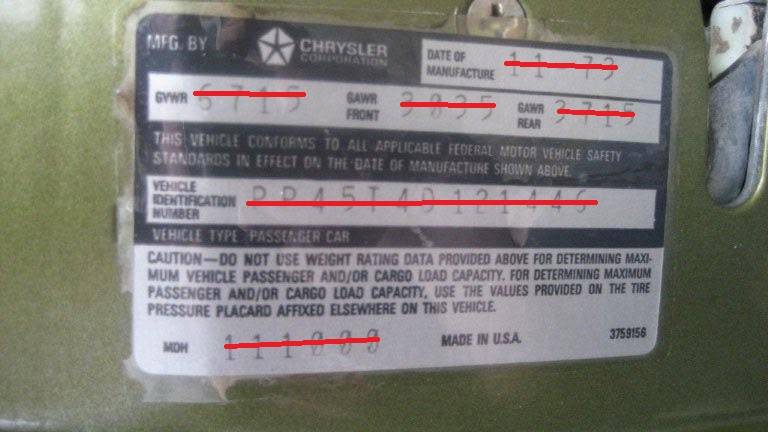 MFG. BY CHRYSLER CORPORATION
DATE OF MANUFACTURE 11 73
GVWR 6715 GAWR FRONT GAWR REAR 3715
THIS VEHICLE CONFORMS TO ALL APPLICABLE FEDERAL MOTOR VEHICLE SAFETY
STANDARDS IN EFFECT ON THE DATE OF MANUFACTURE SHOWN ABOVE.
VEHICLE
IDENTIFICATION
NUMBER
VEHICLE TYPE PASSENGER CAR
CAUTION—DO NOT USE WEIGHT RATING DATA PROVIDED ABOVE FOR DETERMINING MAXI-
MUM VEHICLE PASSENGER AND/OR CARGO LOAD CAPACITY. FOR DETERMINING MAXIMUM
PASSENGER AND/OR CARGO LOAD CAPACITY, USE THE VALUES PROVIDED ON THE TIRE
PRESSURE PLACARD AFFIXED ELSEWHERE ON THIS VEHICLE.
MDH MADE IN U.S.A. 3759156